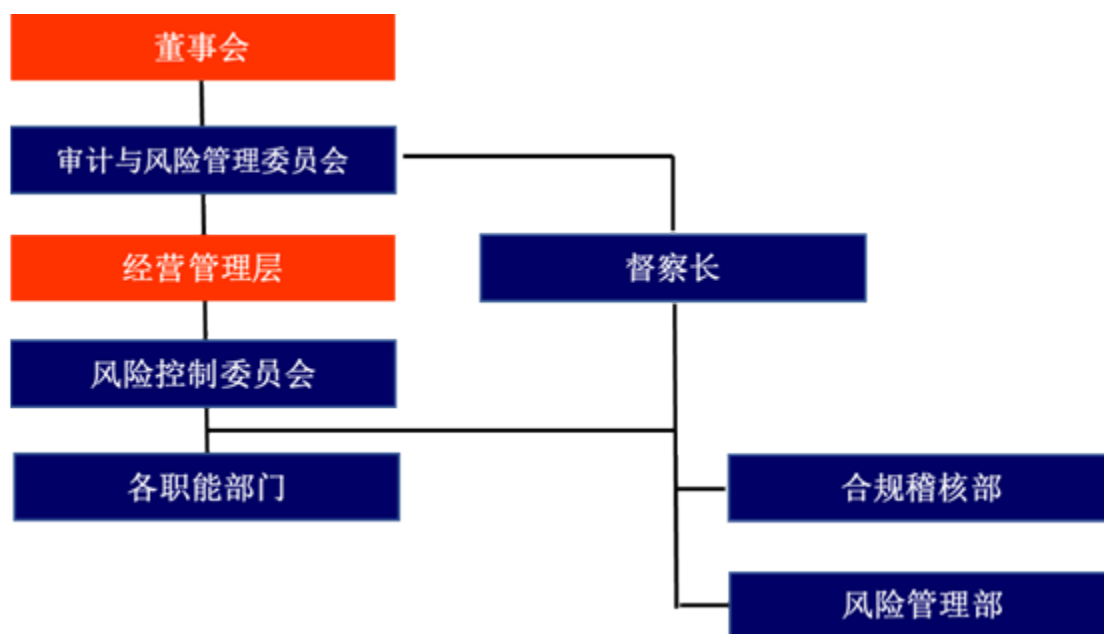 董事会
审计与风险管理委员会
经营管理层
督察长
风险控制委员会
各职能部门
合规稽核部
风险管理部